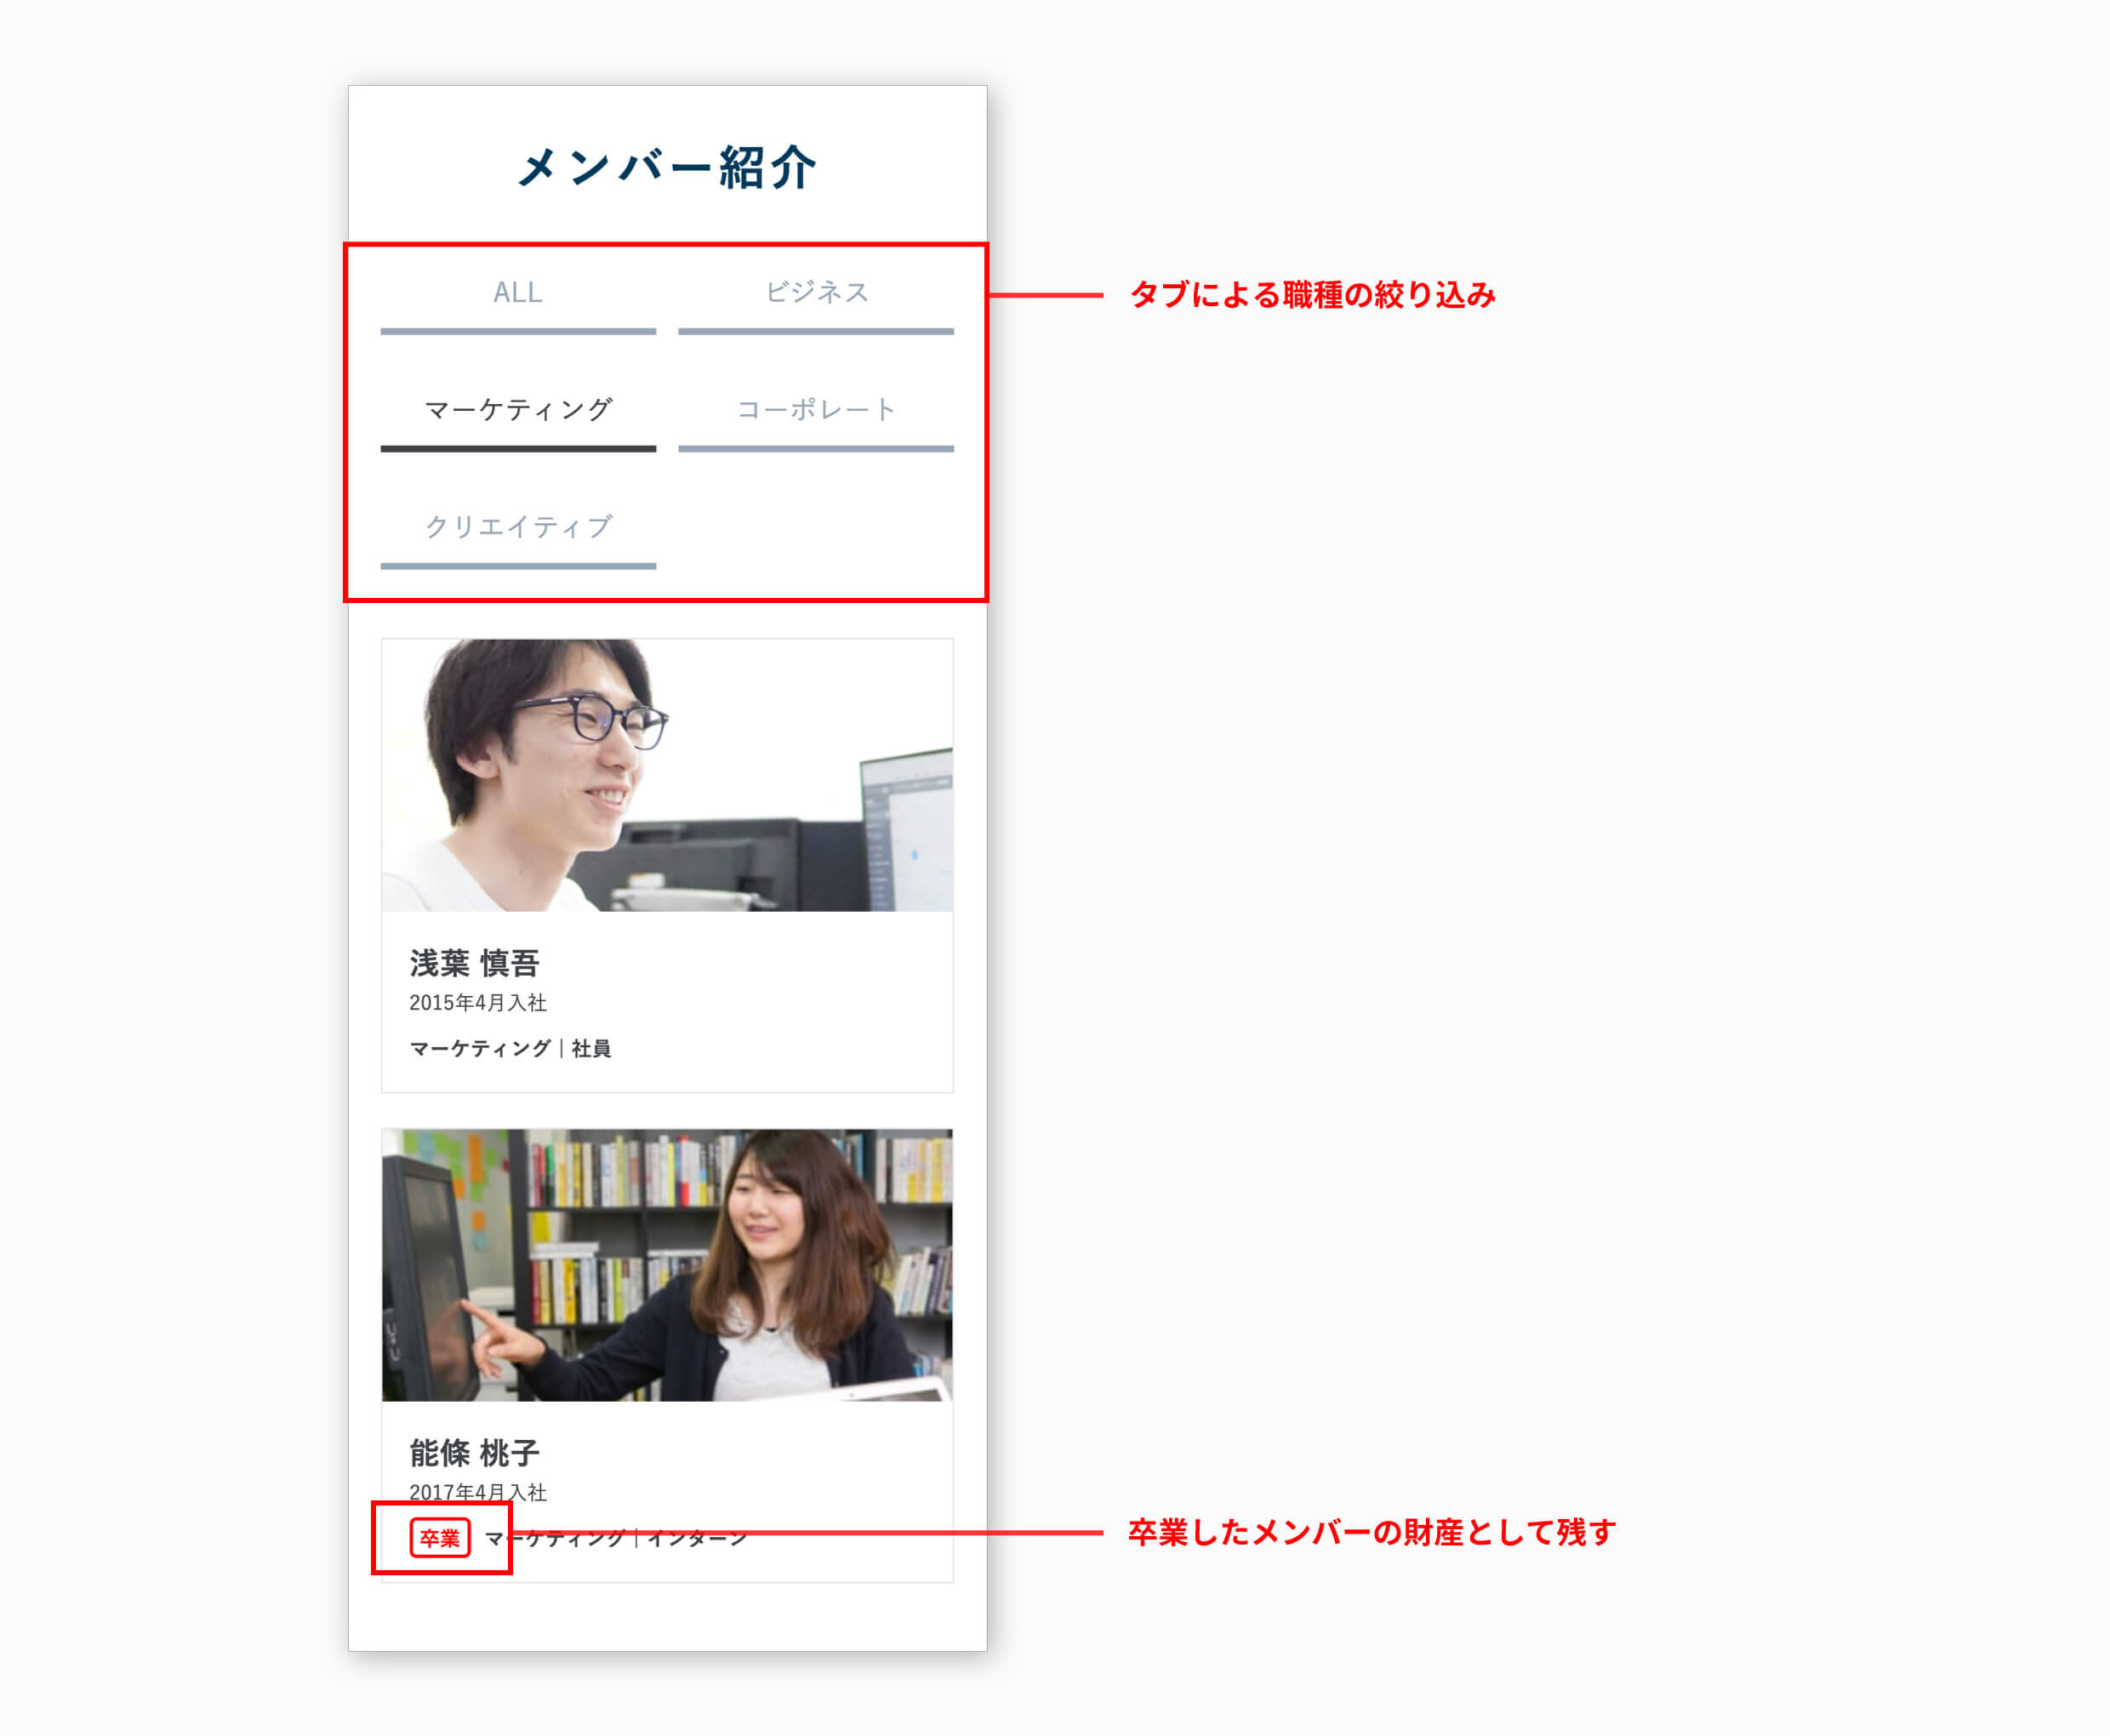 メンバー紹介
ALL
ビジネス
タブによる職種の絞り込み
マーケティング
コーポレート
クリエイティブ
浅葉 慎吾
2015年4月入社
マーケティング｜社員
能條 桃子
2017年4月入社
卒業 マーケティング｜インターン
卒業したメンバーの財産として残す